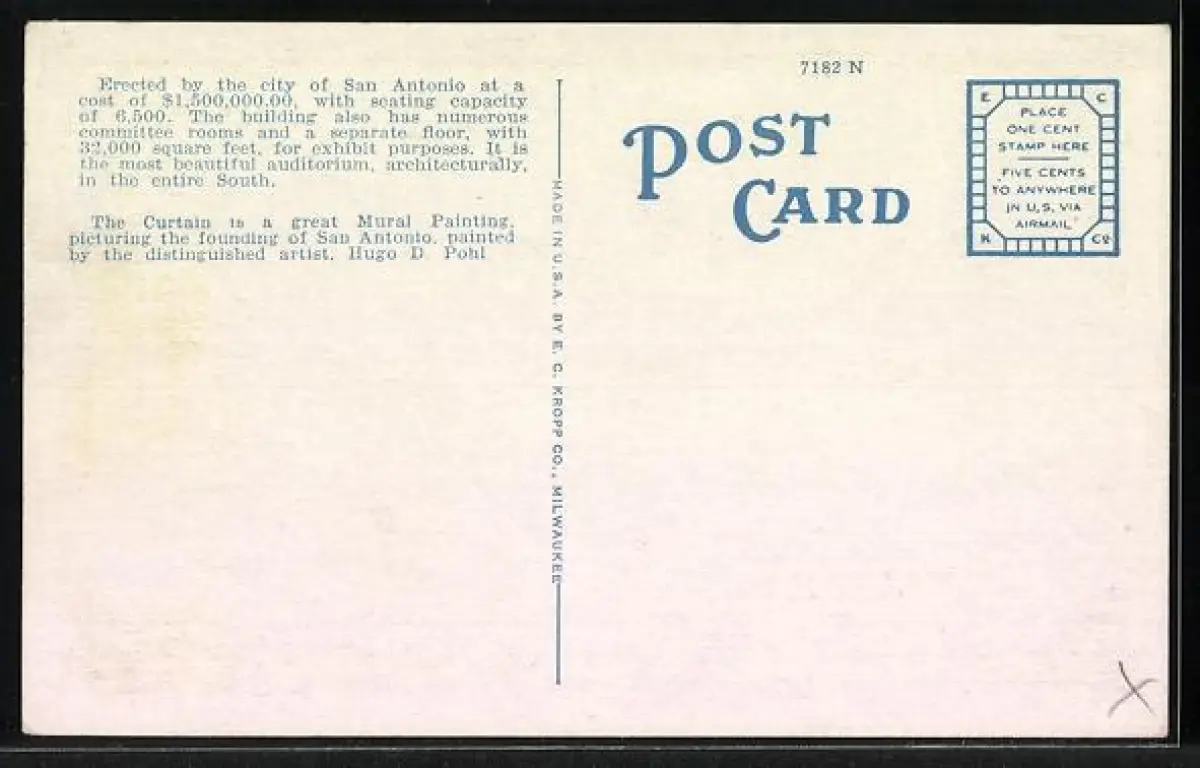 Erected by the city of San Antonio at a
cost of $1,500,000.00, with seating capacity
of 6,500. The building also has numerous
committee rooms and a separate floor, with
32,000 square feet, for exhibit purposes. It is
the most beautiful auditorium, architecturally,
in the entire South.
The Curtain is a great Mural Painting,
picturing the founding of San Antonio, painted
by the distinguished artist, Hugo D Pohl
MADE IN U.S.A. BY E. C. KROPP CO., MILWAUKEE
7182 N
POST
CARD
E C
PLACE
ONE CENT
STAMP HERE
FIVE CENTS
TO ANYWHERE
IN U.S. VIA
AIRMAIL
K Co
X